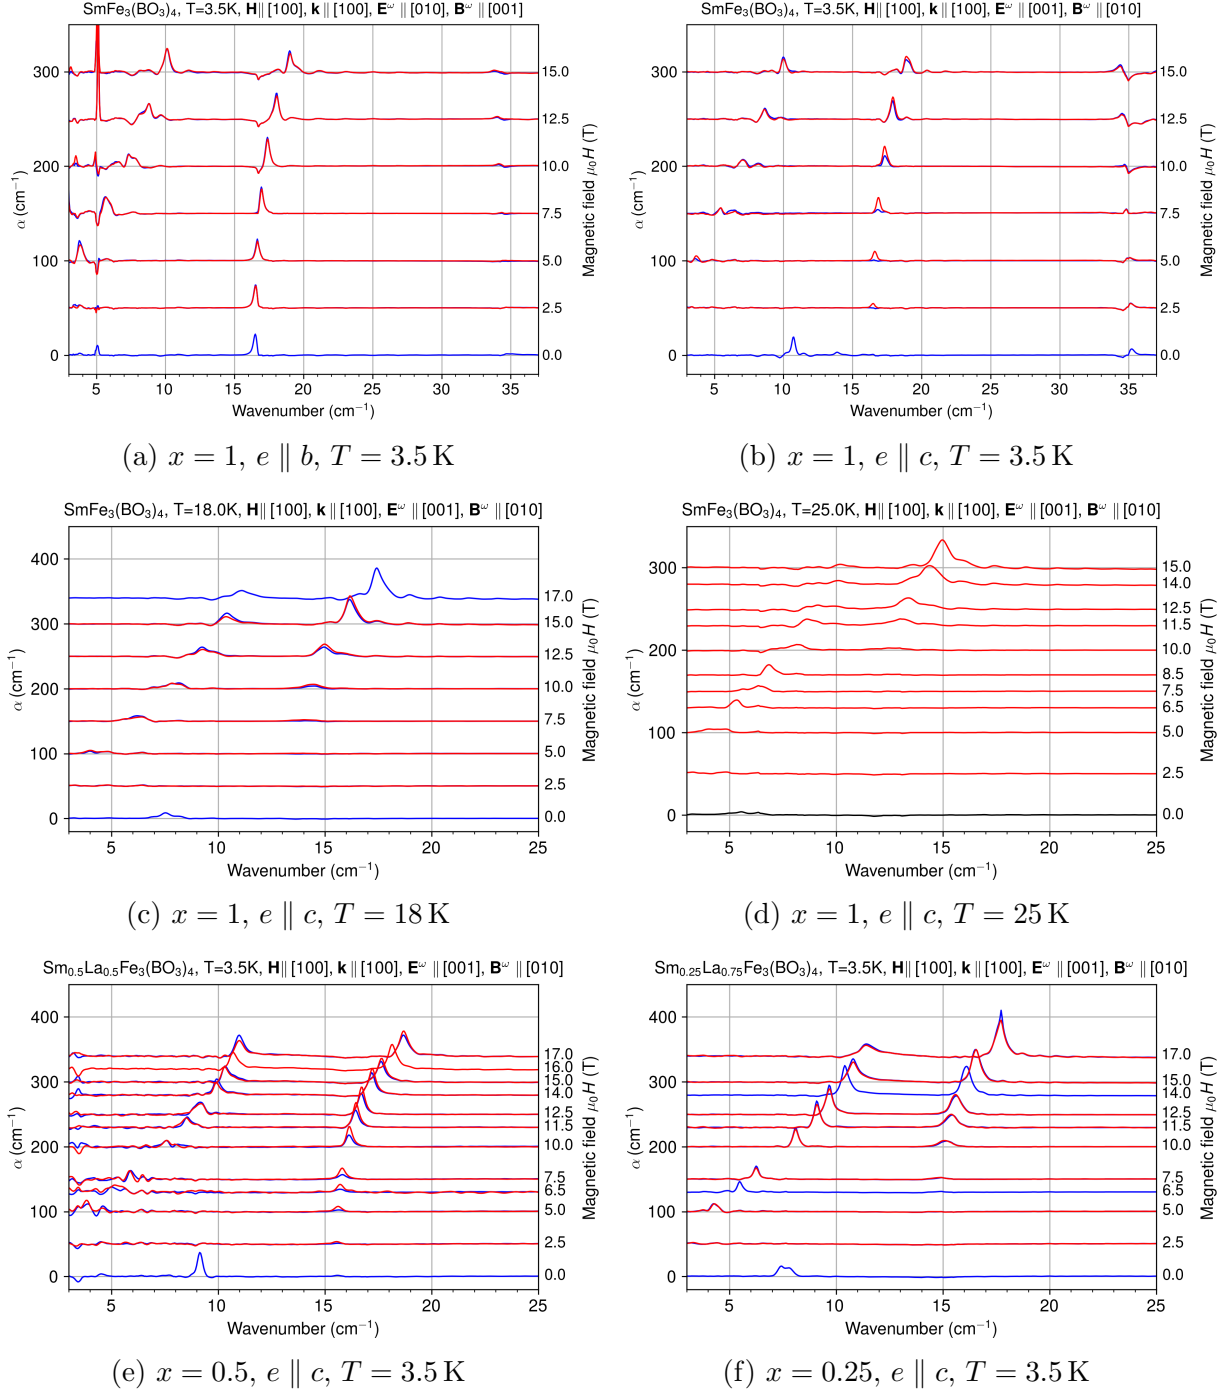 SmFe₃(BO₃)₄, T=3.5K, H∥[100], k∥[100], Eω∥[010], Bω∥[001]
300
200
100
0
15.0
12.5
10.0
7.5
5.0
2.5
0.0
5 10 15 20 25 30 35
α (cm⁻¹)
Magnetic field μ₀H (T)
Wavenumber (cm⁻¹)
(a) x = 1, e ∥ b, T = 3.5 K
SmFe₃(BO₃)₄, T=3.5K, H∥[100], k∥[100], Eω∥[001], Bω∥[010]
300
200
100
0
15.0
12.5
10.0
7.5
5.0
2.5
0.0
5 10 15 20 25 30 35
α (cm⁻¹)
Magnetic field μ₀H (T)
Wavenumber (cm⁻¹)
(b) x = 1, e ∥ c, T = 3.5 K
SmFe₃(BO₃)₄, T=18.0K, H∥[100], k∥[100], Eω∥[001], Bω∥[010]
400
300
200
100
0
17.0
15.0
12.5
10.0
7.5
5.0
2.5
0.0
5 10 15 20 25
α (cm⁻¹)
Magnetic field μ₀H (T)
Wavenumber (cm⁻¹)
(c) x = 1, e ∥ c, T = 18 K
SmFe₃(BO₃)₄, T=25.0K, H∥[100], k∥[100], Eω∥[001], Bω∥[010]
300
200
100
0
15.0
14.0
12.5
11.5
10.0
8.5
7.5
6.5
5.0
2.5
0.0
5 10 15 20 25
α (cm⁻¹)
Magnetic field μ₀H (T)
Wavenumber (cm⁻¹)
(d) x = 1, e ∥ c, T = 25 K
Sm₀.₅La₀.₅Fe₃(BO₃)₄, T=3.5K, H∥[100], k∥[100], Eω∥[001], Bω∥[010]
400
300
200
100
0
17.0
16.0
15.0
14.0
12.5
11.5
10.0
7.5
6.5
5.0
2.5
0.0
5 10 15 20 25
α (cm⁻¹)
Magnetic field μ₀H (T)
Wavenumber (cm⁻¹)
(e) x = 0.5, e ∥ c, T = 3.5 K
Sm₀.₂₅La₀.₇₅Fe₃(BO₃)₄, T=3.5K, H∥[100], k∥[100], Eω∥[001], Bω∥[010]
400
300
200
100
0
17.0
15.0
14.0
12.5
11.5
10.0
7.5
6.5
5.0
2.5
0.0
5 10 15 20 25
α (cm⁻¹)
Magnetic field μ₀H (T)
Wavenumber (cm⁻¹)
(f) x = 0.25, e ∥ c, T = 3.5 K